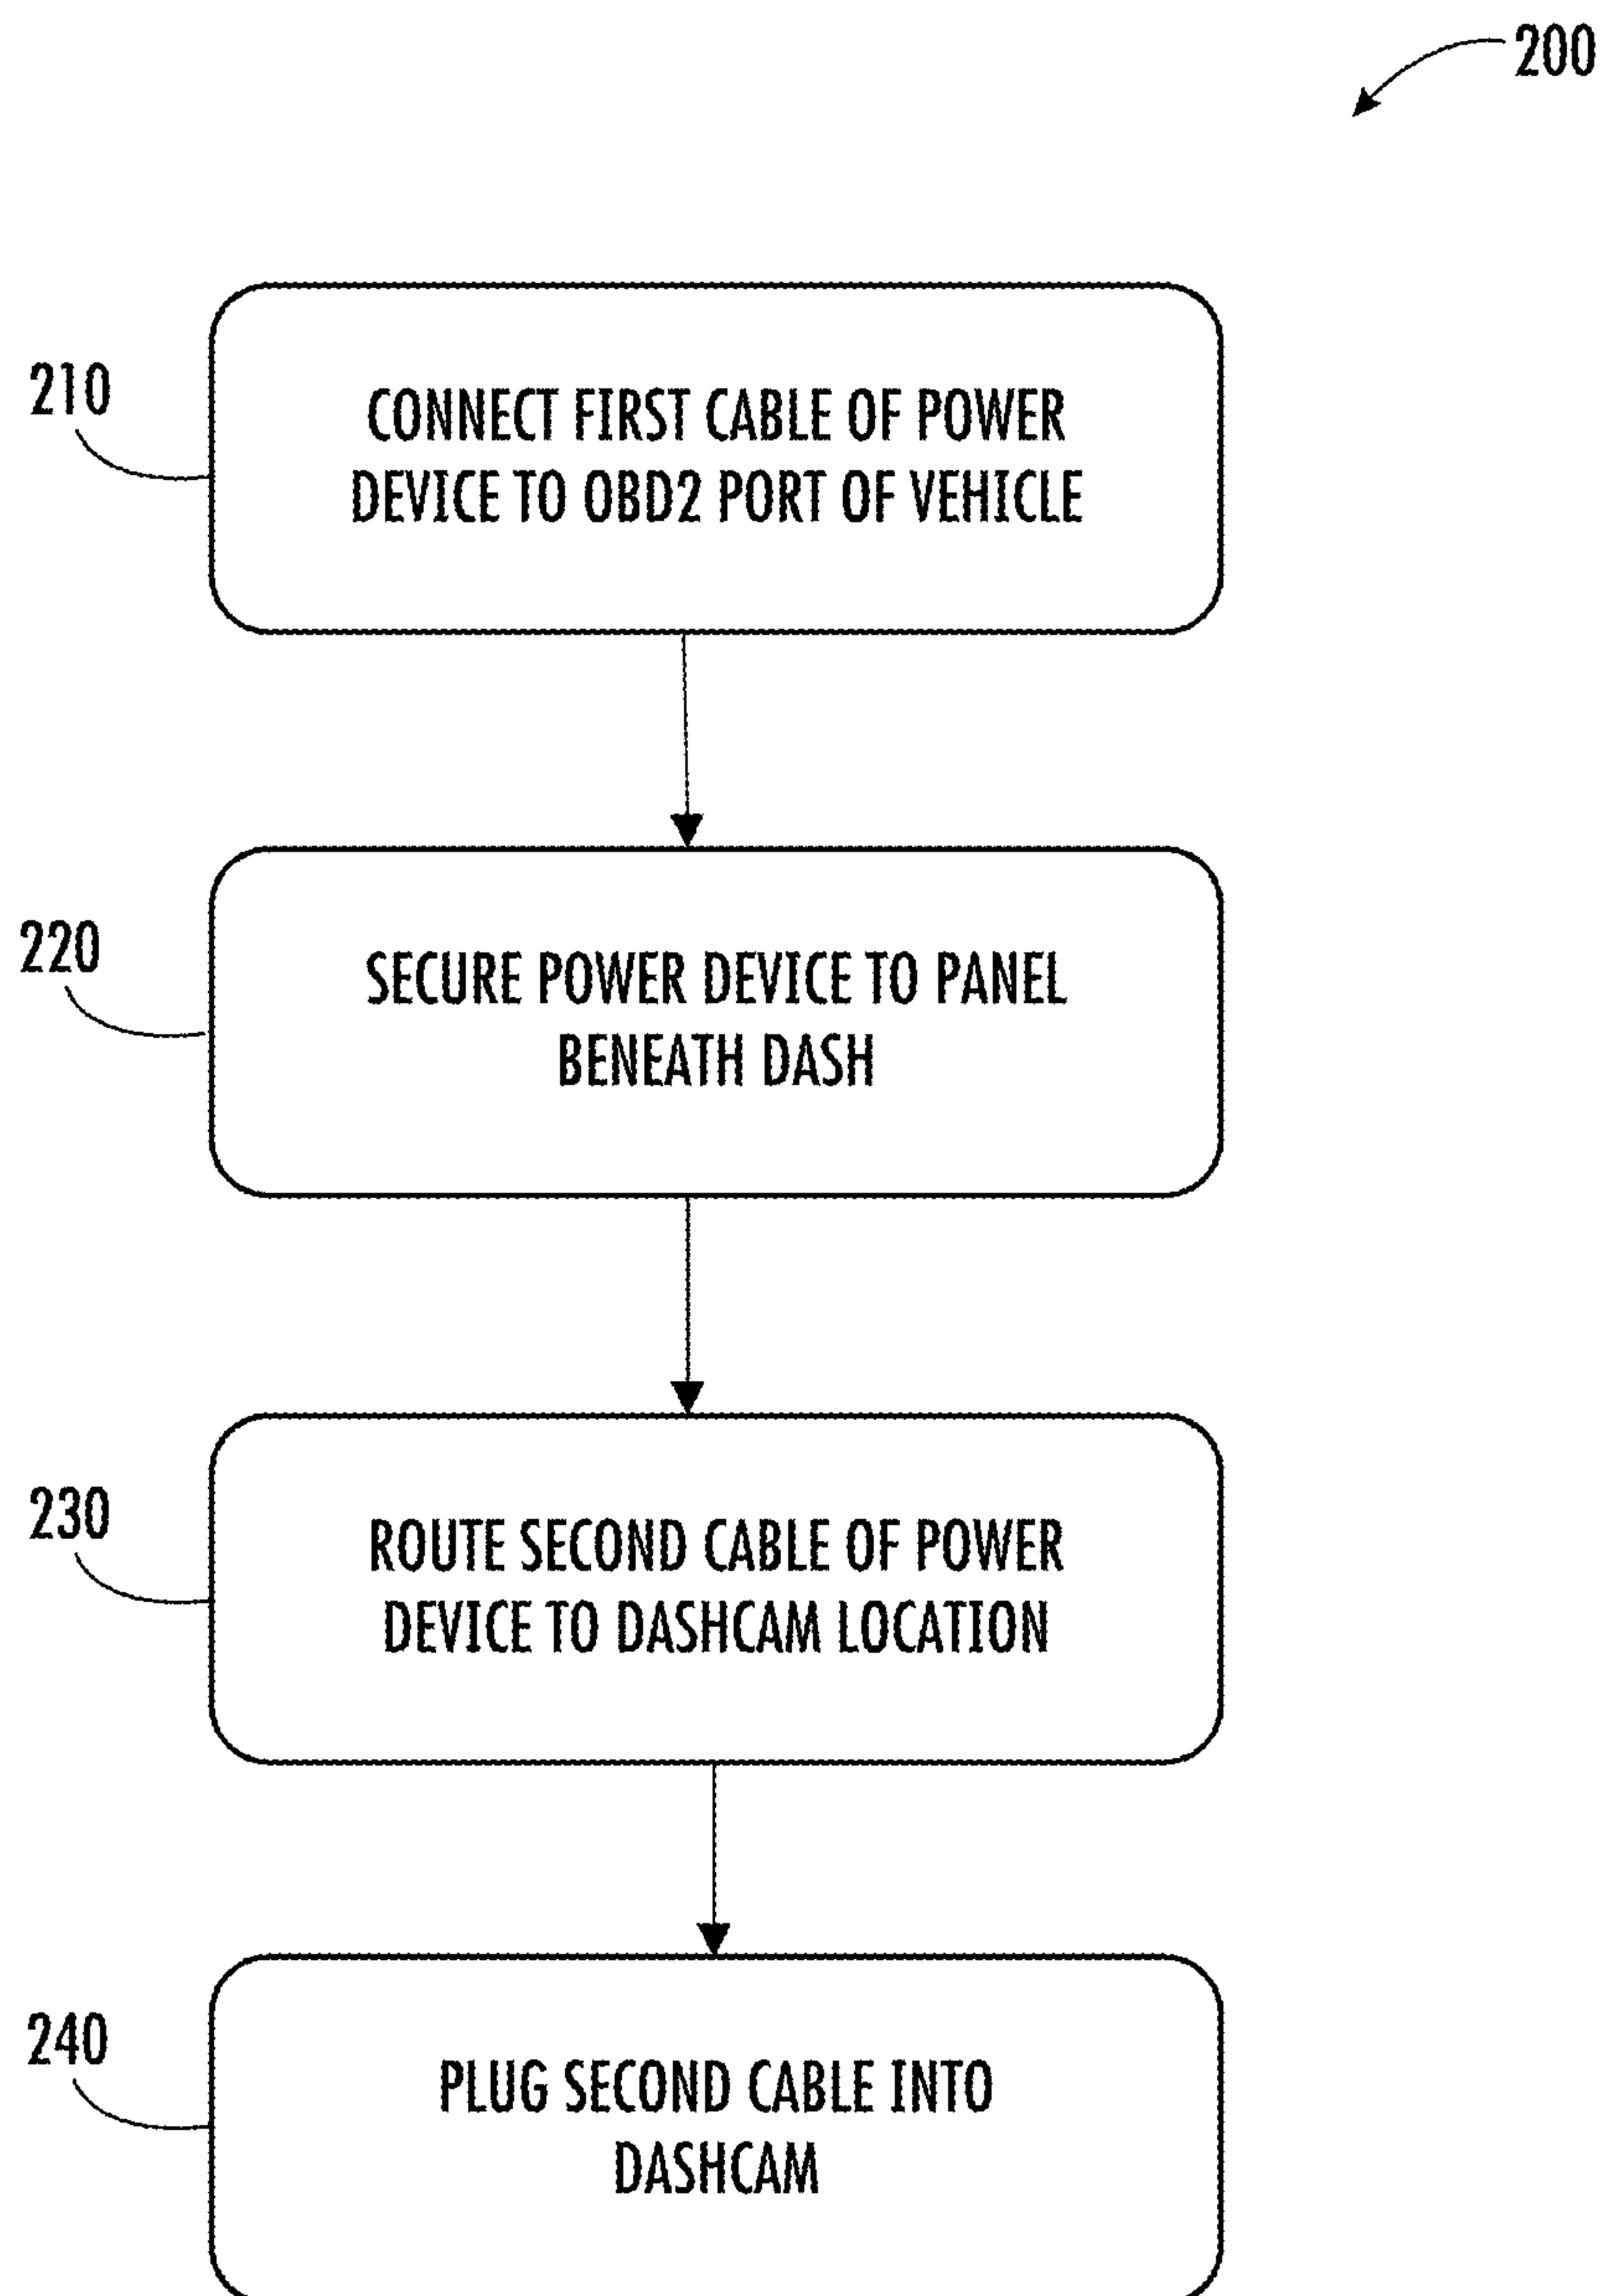 200
210
CONNECT FIRST CABLE OF POWER
DEVICE TO OBD2 PORT OF VEHICLE
220
SECURE POWER DEVICE TO PANEL
BENEATH DASH
230
ROUTE SECOND CABLE OF POWER
DEVICE TO DASHCAM LOCATION
240
PLUG SECOND CABLE INTO
DASHCAM